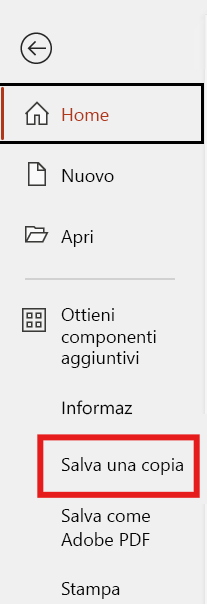 Home
Nuovo
Apri
Ottieni
componenti
aggiuntivi
Informaz
Salva una copia
Salva come
Adobe PDF
Stampa